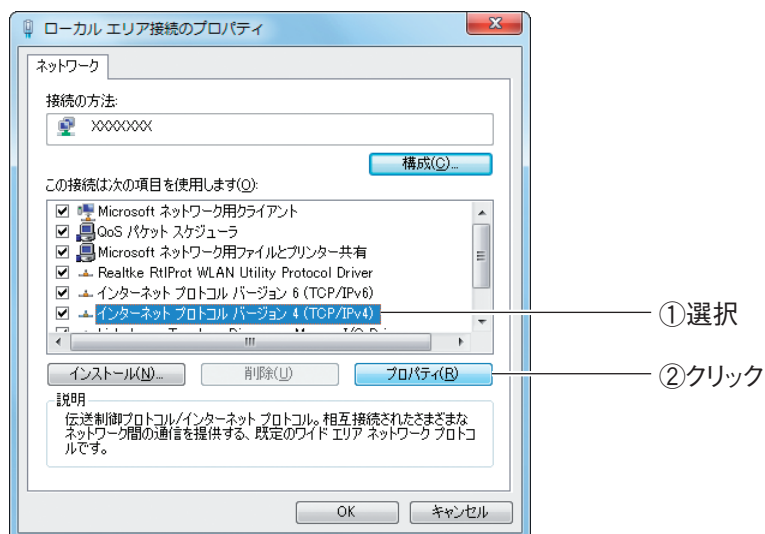 ローカル エリア接続のプロパティ
ネットワーク
接続の方法:
XXXXXXXX
構成(C)...
この接続は次の項目を使用します(O):
Microsoft ネットワーク用クライアント
QoS パケット スケジューラ
Microsoft ネットワーク用ファイルとプリンター共有
Realtke RtlProt WLAN Utility Protocol Driver
インターネット プロトコル バージョン 6 (TCP/IPv6)
インターネット プロトコル バージョン 4 (TCP/IPv4)
①選択
インストール(N)...
削除(U)
プロパティ(R)
②クリック
説明
伝送制御プロトコル/インターネット プロトコル。相互接続されたさまざまな
ネットワーク間の通信を提供する、既定のワイド エリア ネットワーク プロトコ
ルです。
OK
キャンセル